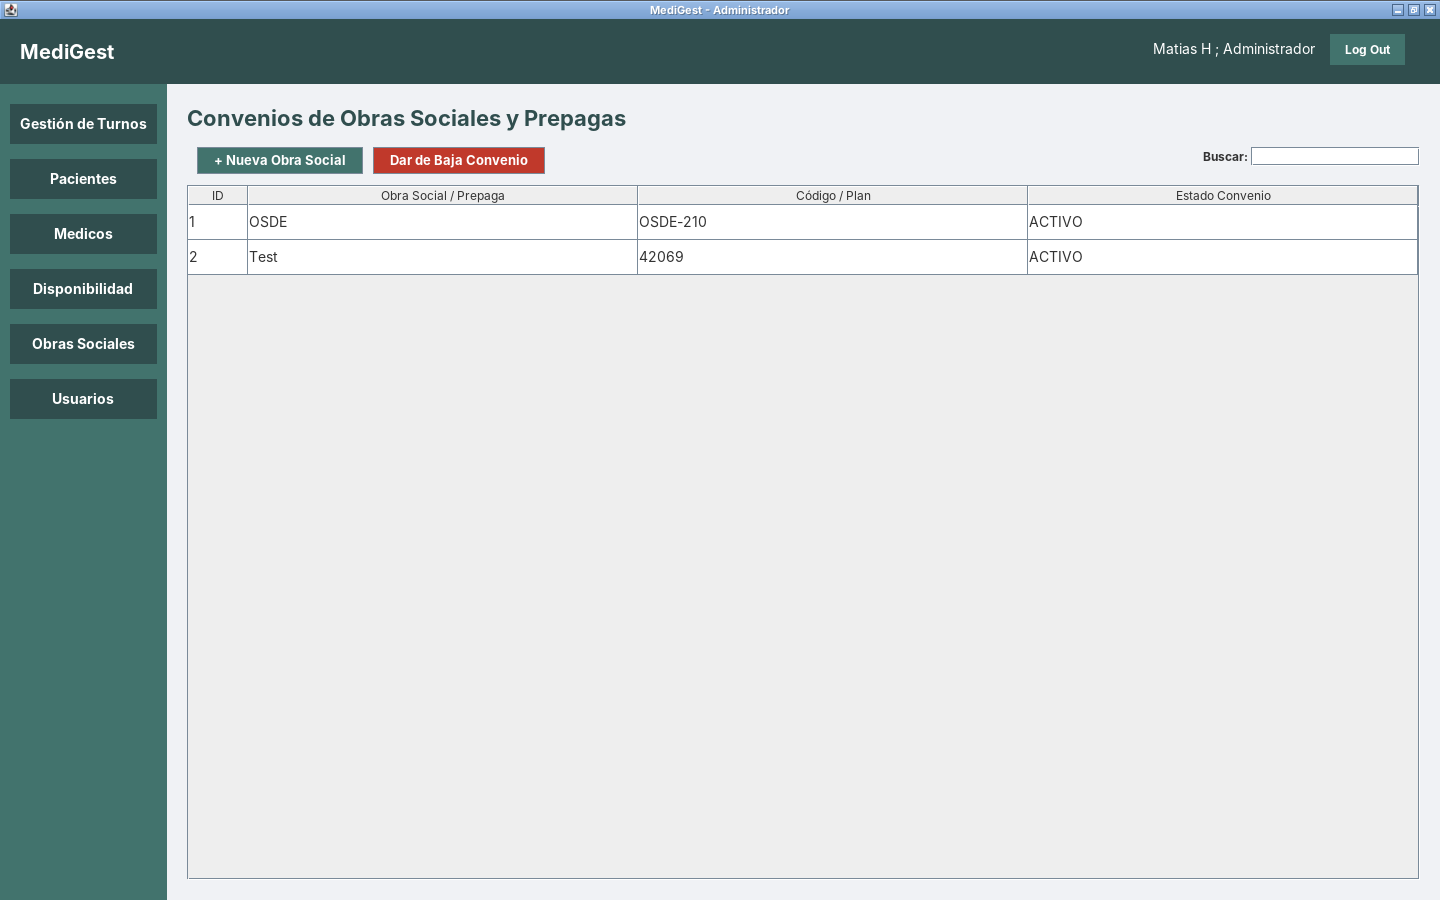 MediGest - Administrador
MediGest
Matias H ; Administrador
Log Out
Gestión de Turnos
Pacientes
Medicos
Disponibilidad
Obras Sociales
Usuarios
Convenios de Obras Sociales y Prepagas
+ Nueva Obra Social
Dar de Baja Convenio
Buscar:
ID Obra Social / Prepaga Código / Plan Estado Convenio
1 OSDE OSDE-210 ACTIVO
2 Test 42069 ACTIVO